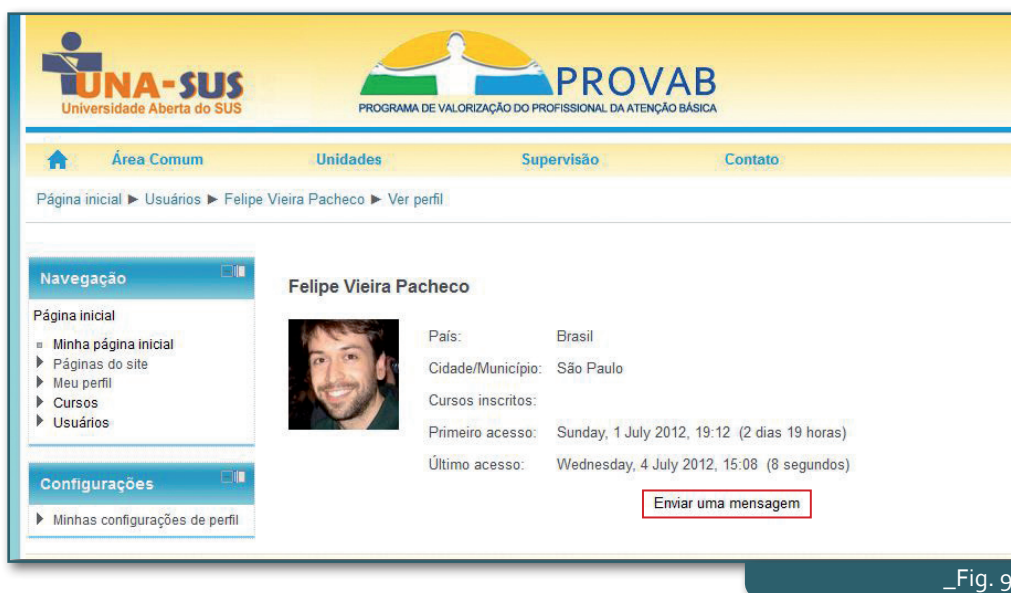 UNA-SUS
Universidade Aberta do SUS
PROVAB
PROGRAMA DE VALORIZAÇÃO DO PROFISSIONAL DA ATENÇÃO BÁSICA
Área Comum Unidades Supervisão Contato
Página inicial ► Usuários ► Felipe Vieira Pacheco ► Ver perfil
Navegação
Página inicial
Minha página inicial
Páginas do site
Meu perfil
Cursos
Usuários
Configurações
Minhas configurações de perfil
Felipe Vieira Pacheco
País: Brasil
Cidade/Município: São Paulo
Cursos inscritos:
Primeiro acesso: Sunday, 1 July 2012, 19:12 (2 dias 19 horas)
Último acesso: Wednesday, 4 July 2012, 15:08 (8 segundos)
Enviar uma mensagem
_Fig. 9